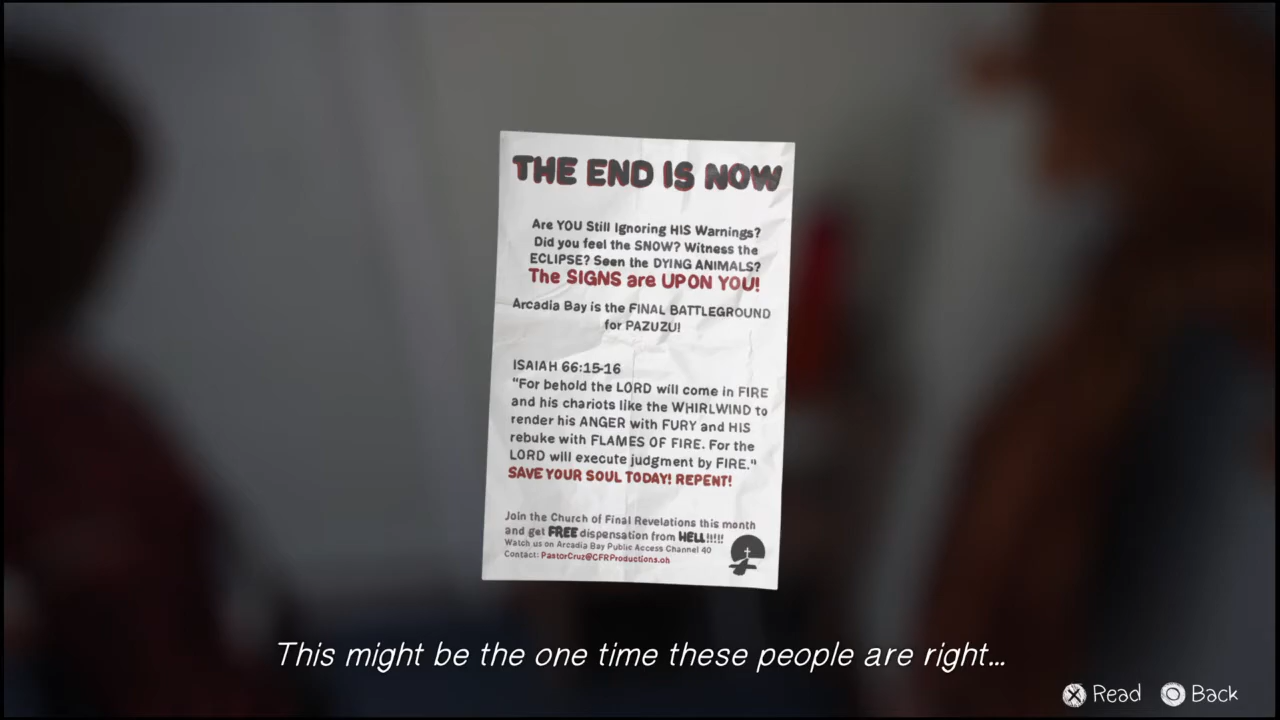 THE END IS NOW
Are YOU Still Ignoring HIS Warnings?
Did you feel the SNOW? Witness the
ECLIPSE? Seen the DYING ANIMALS?
The SIGNS are UPON YOU!
Arcadia Bay is the FINAL BATTLEGROUND
for PAZUZU!
ISAIAH 66:15-16
"For behold the LORD will come in FIRE
and his chariots like the WHIRLWIND to
render his ANGER with FURY and HIS
rebuke with FLAMES OF FIRE. For the
LORD will execute judgment by FIRE."
SAVE YOUR SOUL TODAY! REPENT!
Join the Church of Final Revelations this month
and get FREE dispensation from HELL!!!!!
Watch us on Arcadia Bay Public Access Channel 40
Contact: PastorCruz@CFRProductions.oh
This might be the one time these people are right...
Read Back